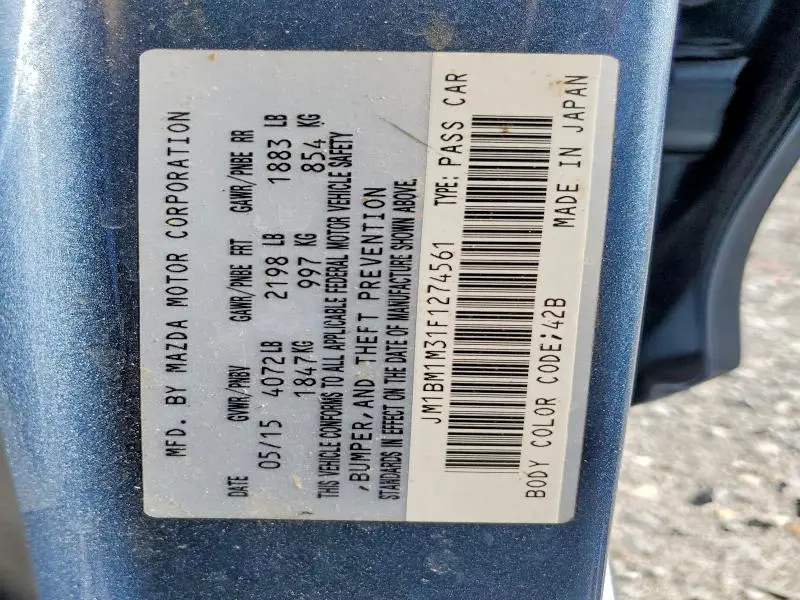 MFD. BY MAZDA MOTOR CORPORATION
DATE GVWR/PNBV GAWR/PNBE FRT GAWR/PNBE RR
05/15 4072LB 2198 LB 1883 LB
1847KG 997 KG 854 KG
THIS VEHICLE CONFORMS TO ALL APPLICABLE FEDERAL MOTOR VEHICLE SAFETY
,BUMPER,AND THEFT PREVENTION
STANDARDS IN EFFECT ON THE DATE OF MANUFACTURE SHOWN ABOVE.
JM1BM1M31F1274561 TYPE: PASS CAR
BODY COLOR CODE;42B MADE IN JAPAN